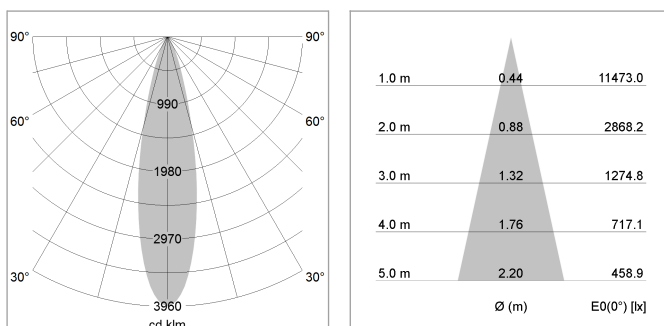 90° 90°
990
60° 60°
1980
2970
30° 30°
3960
cd klm
1.0 m 0.44 11473.0
2.0 m 0.88 2868.2
3.0 m 1.32 1274.8
4.0 m 1.76 717.1
5.0 m 2.20 458.9
Ø (m) E0(0°) [lx]